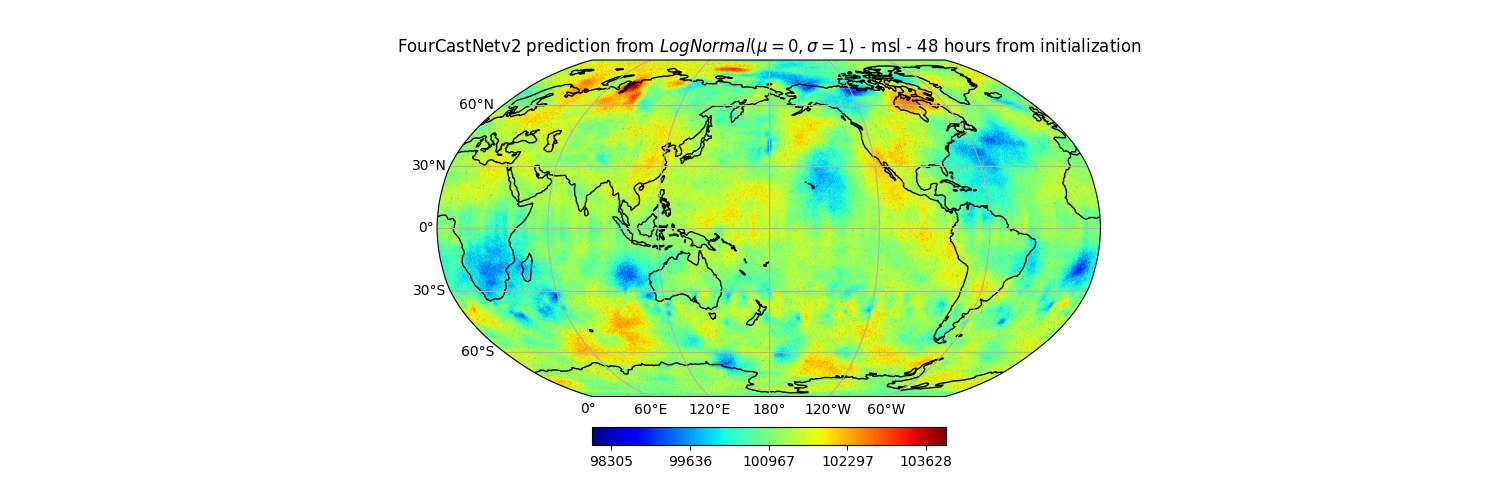 FourCastNetv2 prediction from LogNormal(μ = 0, σ = 1) - msl - 48 hours from initialization
60°N
30°N
0°
30°S
60°S
0° 60°E 120°E 180° 120°W 60°W
98305 99636 100967 102297 103628